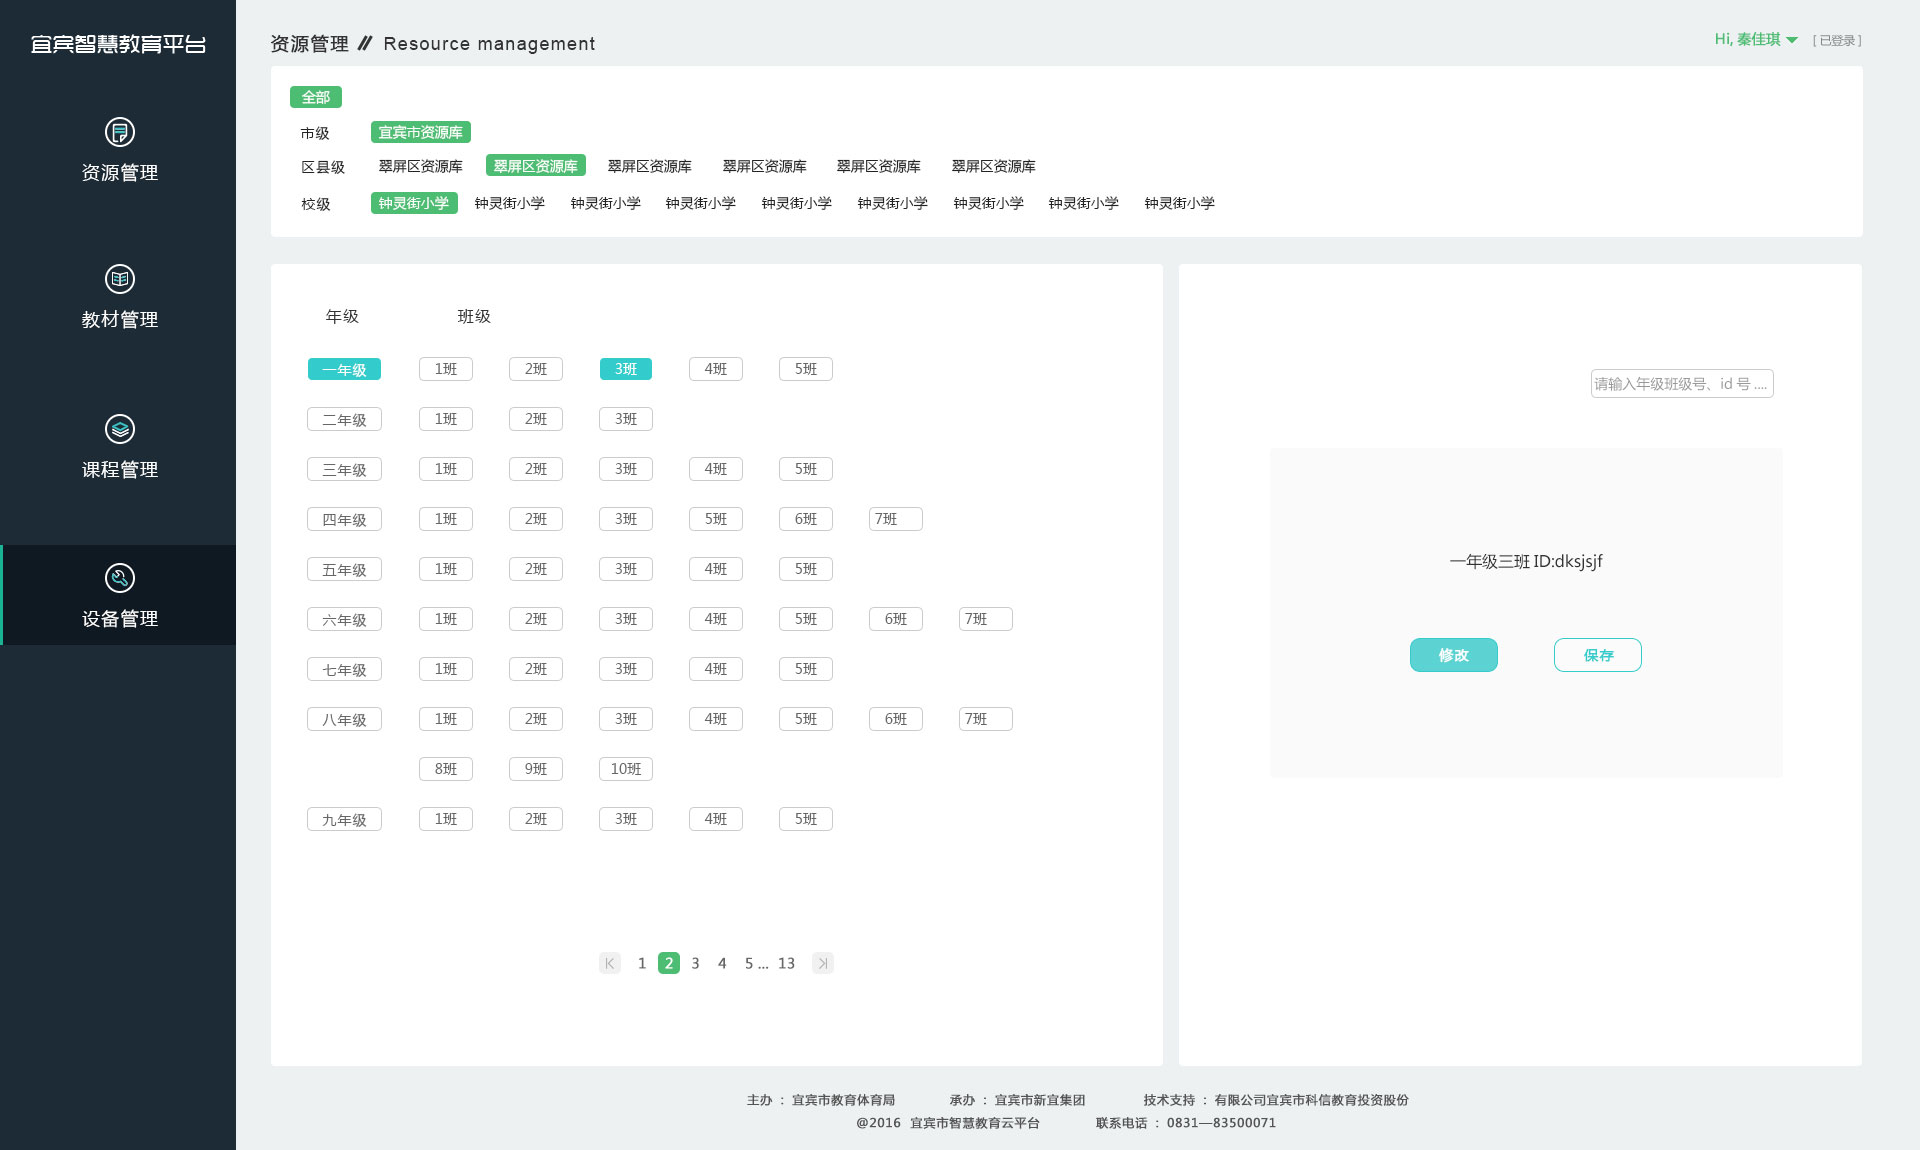 宜宾智慧教育平台
资源管理
教材管理
课程管理
设备管理
资源管理 // Resource management
Hi, 秦佳琪 [ 已登录 ]
全部
市级 宜宾市资源库
区县级 翠屏区资源库 翠屏区资源库 翠屏区资源库 翠屏区资源库 翠屏区资源库 翠屏区资源库
校级 钟灵街小学 钟灵街小学 钟灵街小学 钟灵街小学 钟灵街小学 钟灵街小学 钟灵街小学 钟灵街小学 钟灵街小学
年级 班级
一年级 1班 2班 3班 4班 5班
二年级 1班 2班 3班
三年级 1班 2班 3班 4班 5班
四年级 1班 2班 3班 5班 6班 7班
五年级 1班 2班 3班 4班 5班
六年级 1班 2班 3班 4班 5班 6班 7班
七年级 1班 2班 3班 4班 5班
八年级 1班 2班 3班 4班 5班 6班 7班
8班 9班 10班
九年级 1班 2班 3班 4班 5班
1 2 3 4 5 ... 13
请输入年级班级号、id 号 ....
一年级三班 ID:dksjsjf
修改 保存
主办 ： 宜宾市教育体育局 承办 ： 宜宾市新宜集团 技术支持 ： 有限公司宜宾市科信教育投资股份
@2016 宜宾市智慧教育云平台 联系电话 ： 0831—83500071